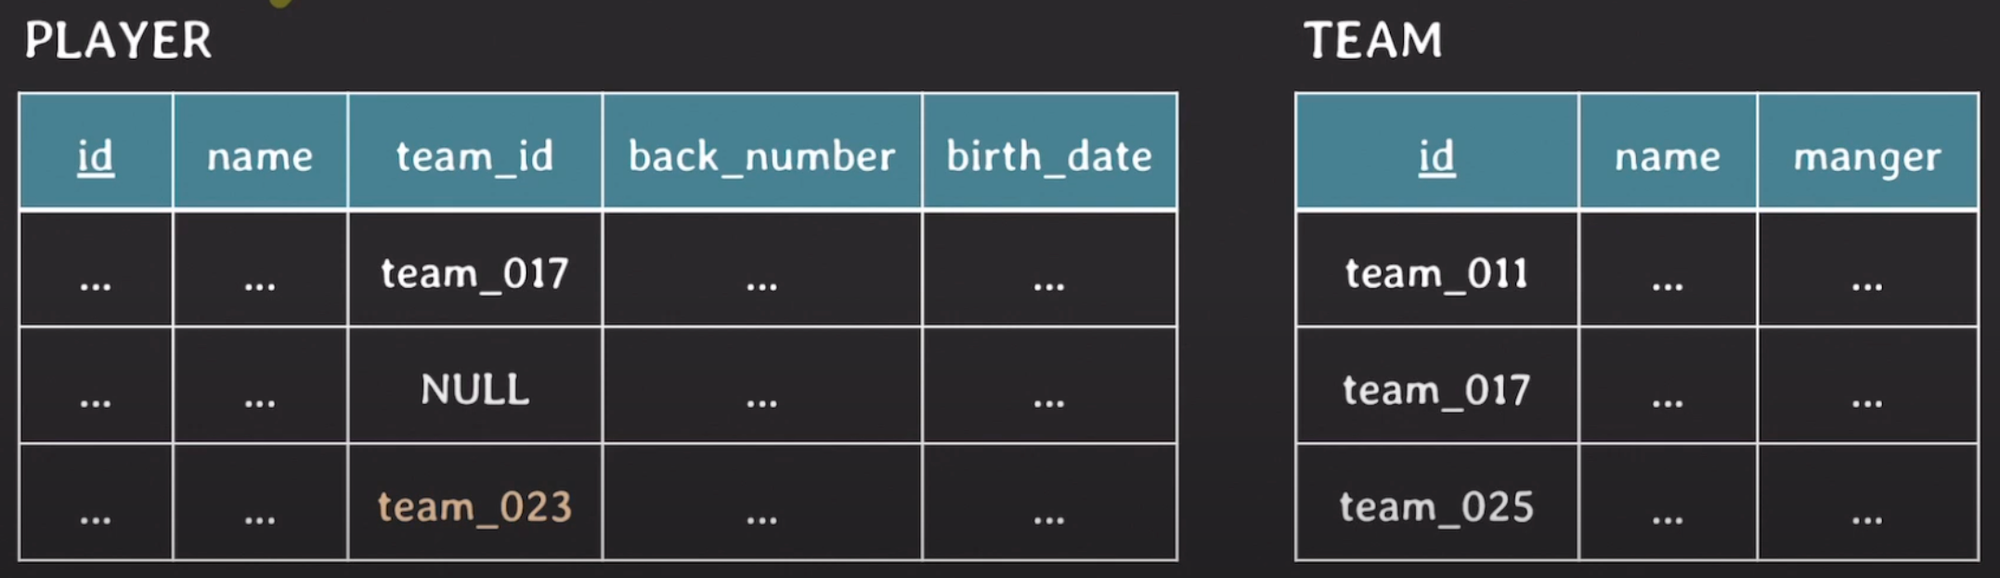 PLAYER
id name team_id back_number birth_date
... ... team_017 ... ...
... ... NULL ... ...
... ... team_023 ... ...
TEAM
id name manger
team_011 ... ...
team_017 ... ...
team_025 ... ...